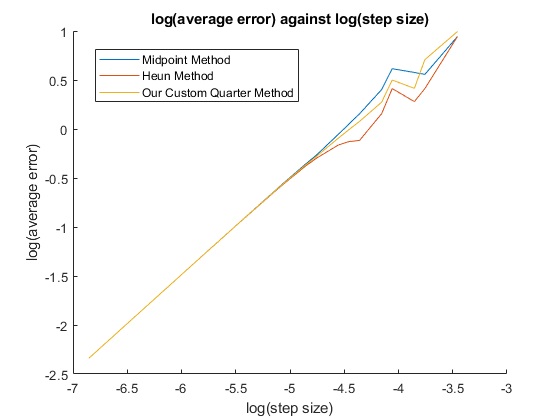 log(average error) against log(step size)
Midpoint Method
Heun Method
Our Custom Quarter Method
log(average error)
1
0.5
0
-0.5
-1
-1.5
-2
-2.5
-7
-6.5
-6
-5.5
-5
-4.5
-4
-3.5
-3
log(step size)